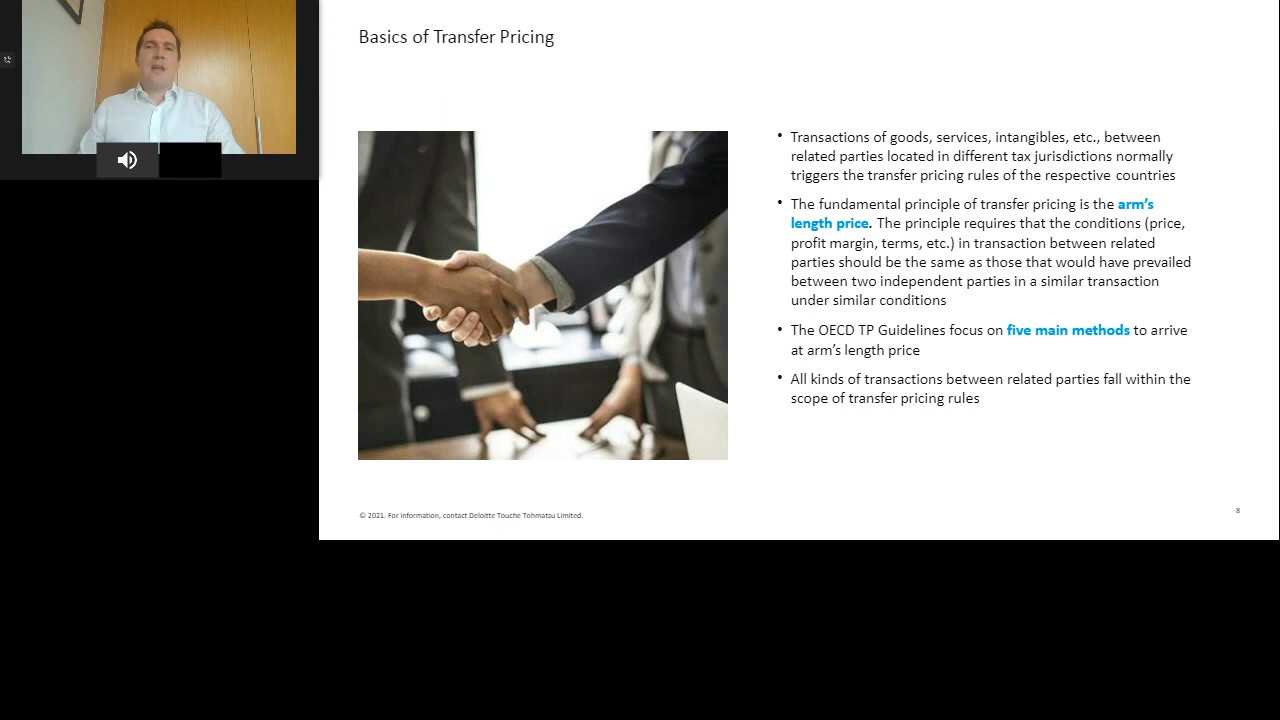 Basics of Transfer Pricing
• Transactions of goods, services, intangibles, etc., between
related parties located in different tax jurisdictions normally
triggers the transfer pricing rules of the respective countries
• The fundamental principle of transfer pricing is the arm's
length price. The principle requires that the conditions (price,
profit margin, terms, etc.) in transaction between related
parties should be the same as those that would have prevailed
between two independent parties in a similar transaction
under similar conditions
• The OECD TP Guidelines focus on five main methods to arrive
at arm's length price
• All kinds of transactions between related parties fall within the
scope of transfer pricing rules
© 2021. For information, contact Deloitte Touche Tohmatsu Limited.
8